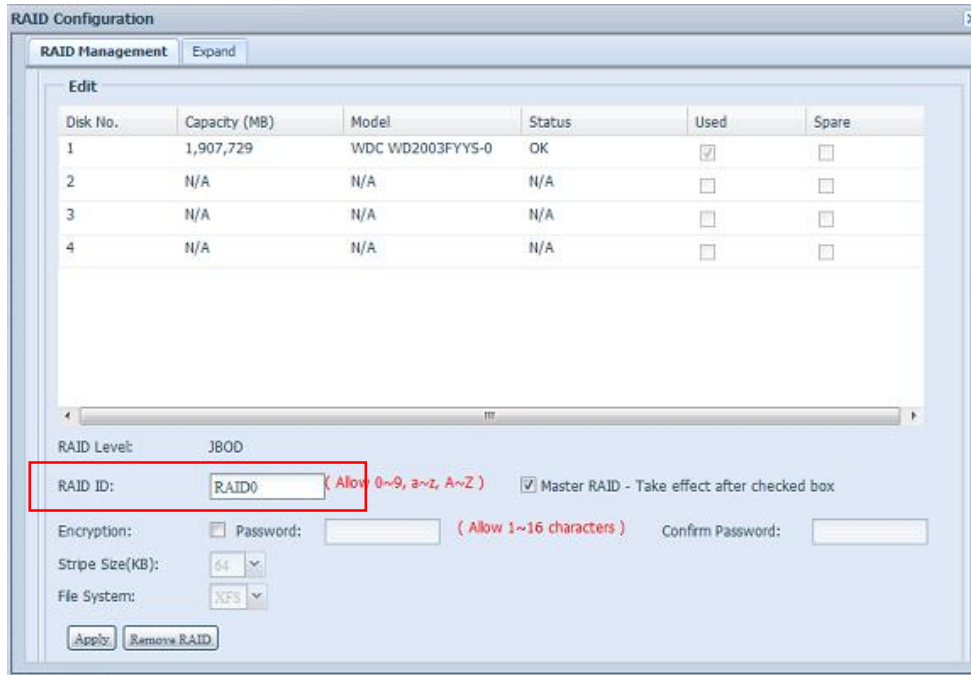 RAID Configuration
RAID Management Expand
Edit
Disk No. Capacity (MB) Model Status Used Spare
1 1,907,729 WDC WD2003FYYS-0 OK
2 N/A N/A N/A
3 N/A N/A N/A
4 N/A N/A N/A
RAID Level: JBOD
RAID ID: RAID0 ( Allow 0~9, a~z, A~Z ) Master RAID - Take effect after checked box
Encryption: Password: ( Allow 1~16 characters ) Confirm Password:
Stripe Size(KB): 64
File System: XFS
Apply Remove RAID